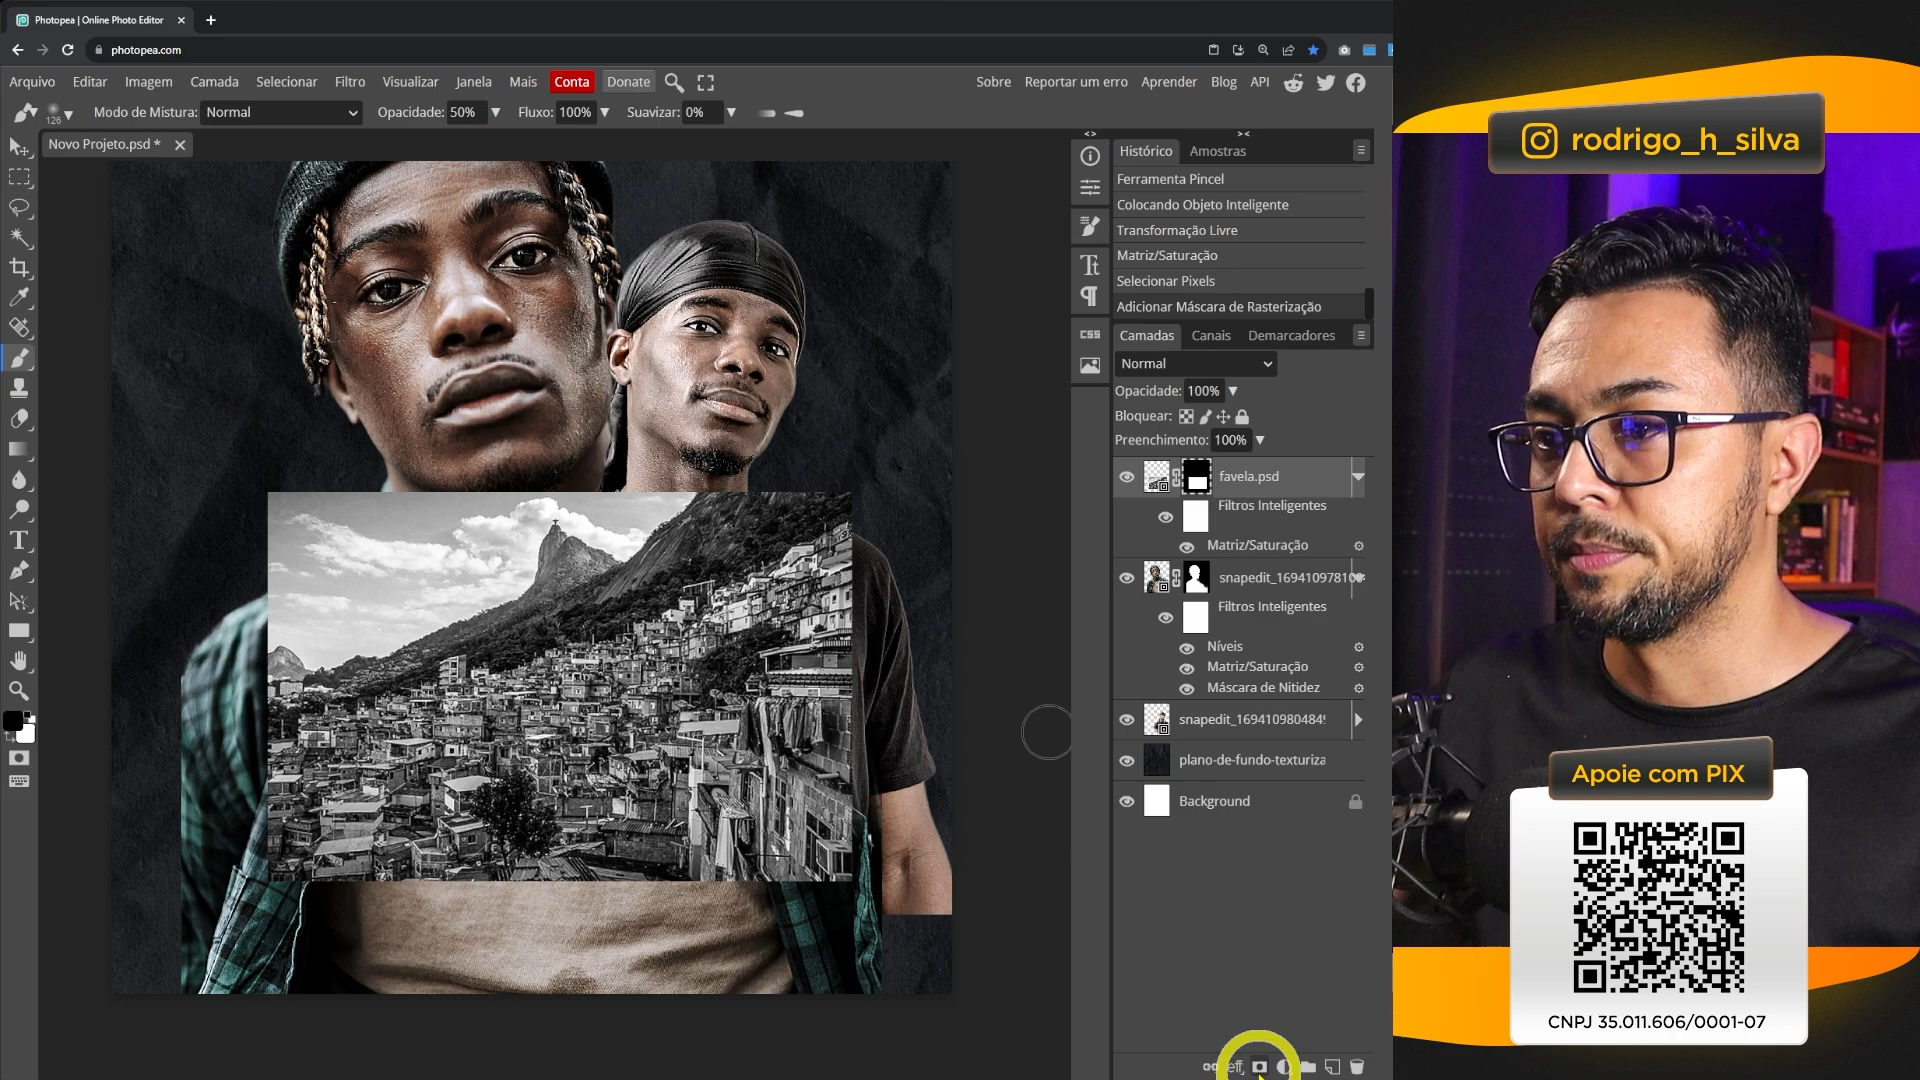 Photopea | Online Photo Editor
photopea.com
Arquivo Editar Imagem Camada Selecionar Filtro Visualizar Janela Mais Conta Donate
Sobre Reportar um erro Aprender Blog API
126 Modo de Mistura: Normal Opacidade: 50% Fluxo: 100% Suavizar: 0%
Novo Projeto.psd *
Histórico Amostras
Ferramenta Pincel
Colocando Objeto Inteligente
Transformação Livre
Matriz/Saturação
Selecionar Pixels
Adicionar Máscara de Rasterização
CSS
Camadas Canais Demarcadores
Normal
Opacidade: 100%
Bloquear:
Preenchimento: 100%
favela.psd
Filtros Inteligentes
Matriz/Saturação
snapedit_16941097810
Filtros Inteligentes
Níveis
Matriz/Saturação
Máscara de Nitidez
snapedit_169410980484
plano-de-fundo-texturiza
Background
eff
rodrigo_h_silva
Apoie com PIX
CNPJ 35.011.606/0001-07